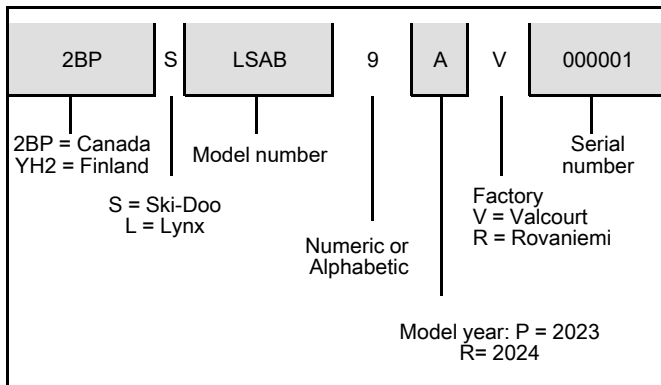 2BP S LSAB 9 A V 000001
2BP = Canada
YH2 = Finland
Model number
Serial
number
S = Ski-Doo
L = Lynx
Factory
V = Valcourt
R = Rovaniemi
Numeric or
Alphabetic
Model year: P = 2023
R= 2024